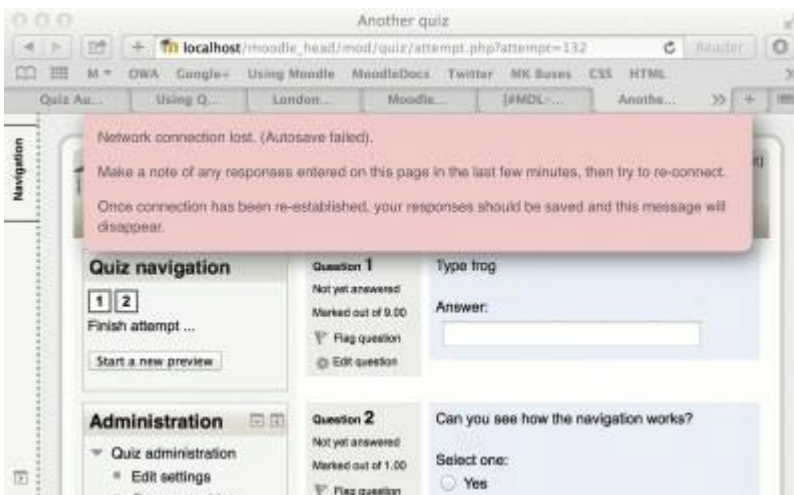 Another quiz
localhost/moodle_head/mod/quiz/attempt.php?attempt=132
Reader
M OWA Google+ Using Moodle MoodleDocs Twitter MK Buses CSS HTML
Quiz Au... Using Q... London... Moodle... [#MDL-... Anothe...
Navigation
Network connection lost. (Autosave failed).
Make a note of any responses entered on this page in the last few minutes, then try to re-connect.
Once connection has been re-established, your responses should be saved and this message will
disappear.
Quiz navigation
1 2
Finish attempt ...
Start a new preview
Question 1
Not yet answered
Marked out of 9.00
Flag question
Edit question
Type frog
Answer:
Administration
Quiz administration
Edit settings
Question 2
Not yet answered
Marked out of 1.00
Flag question
Can you see how the navigation works?
Select one:
Yes